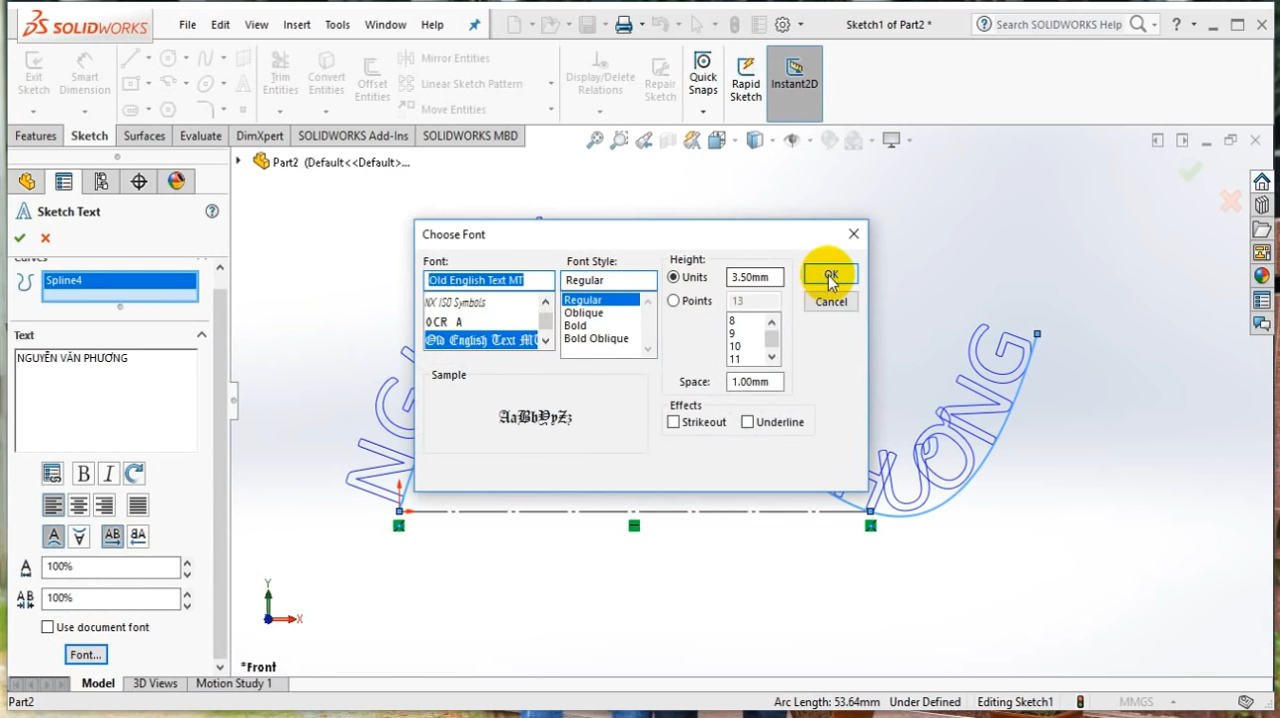 SOLIDWORKS
File Edit View Insert Tools Window Help
Sketch1 of Part2 *
Search SOLIDWORKS Help
?
Exit Sketch
Smart Dimension
Trim Entities
Convert Entities
Offset Entities
Mirror Entities
Linear Sketch Pattern
Move Entities
Display/Delete Relations
Repair Sketch
Quick Snaps
Rapid Sketch
Instant2D
Features Sketch Surfaces Evaluate DimXpert SOLIDWORKS Add-Ins SOLIDWORKS MBD
Part2 (Default<<Default>...
Sketch Text
Curves
Spline4
Text
NGUYỄN VĂN PHƯƠNG
B I
AB
AB
100%
AB
100%
Use document font
Font...
Choose Font
Font:
Old English Text MT
NX ISO Symbols
OCR A
Old English Text MT
Font Style:
Regular
Regular
Oblique
Bold
Bold Oblique
Height:
Units 3.50mm
Points 13
8
9
10
11
Space: 1.00mm
OK
Cancel
Sample
AaBbYyZz
Effects
Strikeout Underline
NG
ƯƠNG
Y
X
*Front
Model 3D Views Motion Study 1
Part2
Arc Length: 53.64mm Under Defined Editing Sketch1 MMGS